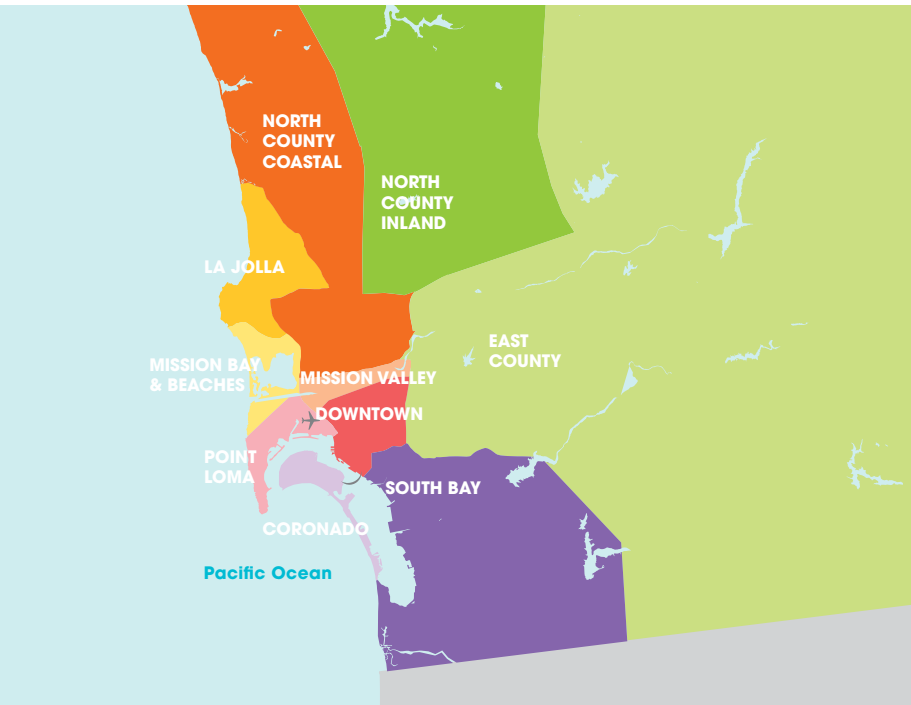 NORTH
COUNTY
COASTAL
NORTH
COUNTY
INLAND
LA JOLLA
EAST
COUNTY
MISSION BAY
& BEACHES
MISSION VALLEY
DOWNTOWN
POINT
LOMA
SOUTH BAY
CORONADO
Pacific Ocean